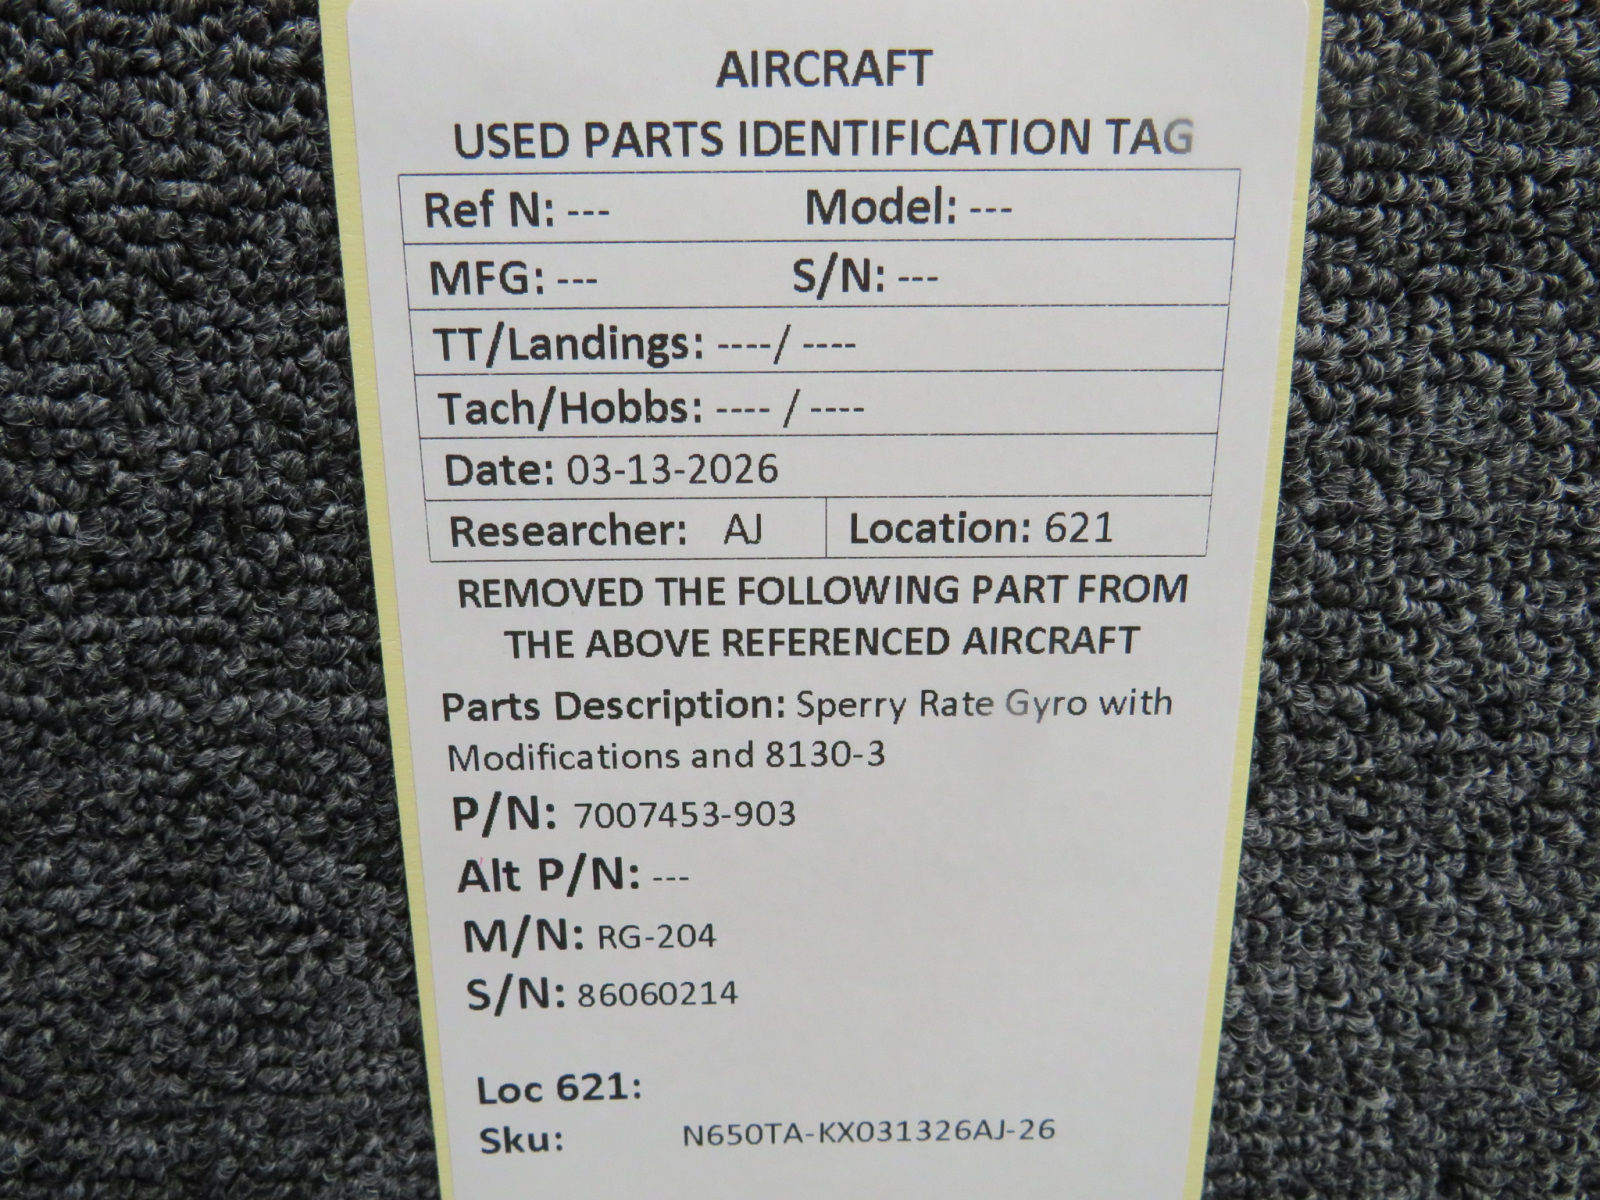 AIRCRAFT
USED PARTS IDENTIFICATION TAG
Ref N: --- Model: ---
MFG: --- S/N: ---
TT/Landings: ----/ ----
Tach/Hobbs: ---- / ----
Date: 03-13-2026
Researcher: AJ Location: 621
REMOVED THE FOLLOWING PART FROM
THE ABOVE REFERENCED AIRCRAFT
Parts Description: Sperry Rate Gyro with
Modifications and 8130-3
P/N: 7007453-903
Alt P/N: ---
M/N: RG-204
S/N: 86060214
Loc 621:
Sku: N650TA-KX031326AJ-26